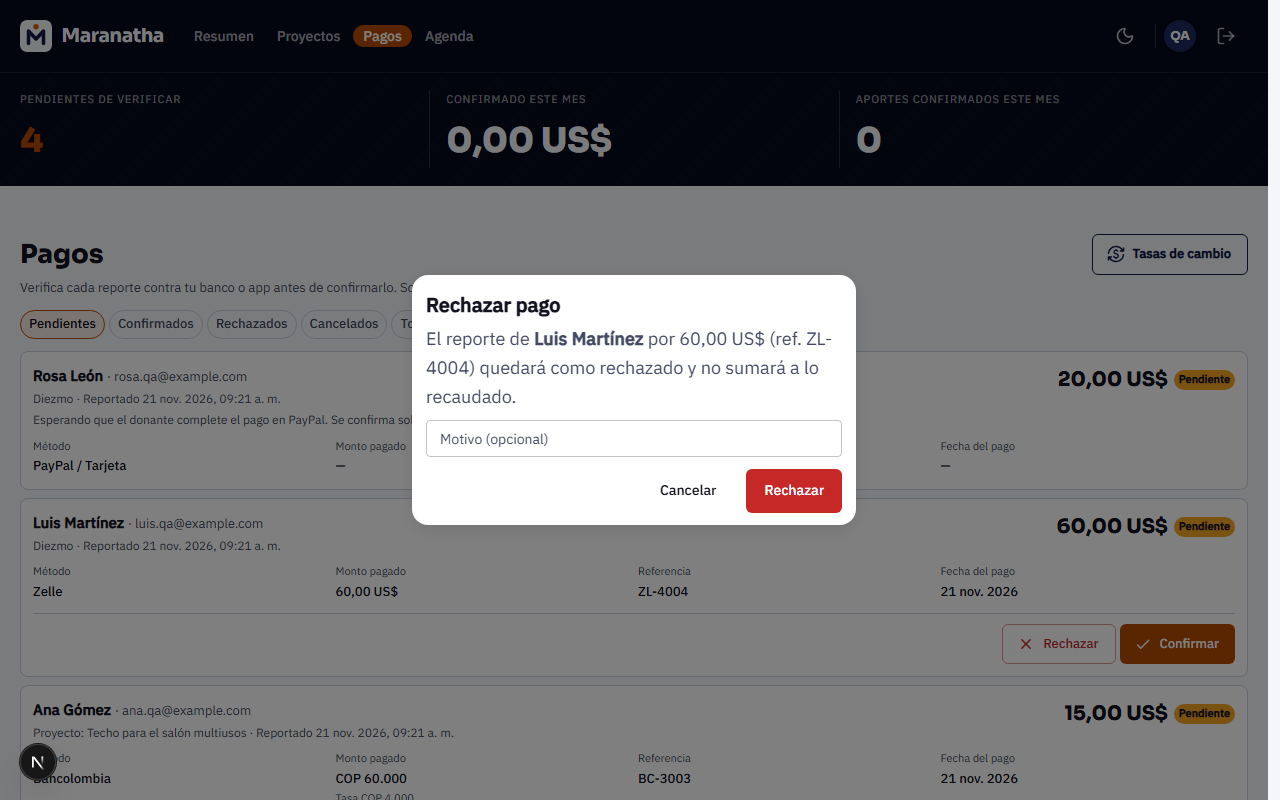 Maranatha
Resumen
Proyectos
Pagos
Agenda
QA
PENDIENTES DE VERIFICAR
4
CONFIRMADO ESTE MES
0,00 US$
APORTES CONFIRMADOS ESTE MES
0
Pagos
Tasas de cambio
Verifica cada reporte contra tu banco o app antes de confirmarlo.
Pendientes
Confirmados
Rechazados
Cancelados
Rosa León · rosa.qa@example.com
20,00 US$ Pendiente
Diezmo · Reportado 21 nov. 2026, 09:21 a. m.
Esperando que el donante complete el pago en PayPal. Se confirma
Método
Monto pagado
Fecha del pago
PayPal / Tarjeta
—
—
Rechazar pago
El reporte de Luis Martínez por 60,00 US$ (ref. ZL-
4004) quedará como rechazado y no sumará a lo
recaudado.
Motivo (opcional)
Cancelar
Rechazar
Luis Martínez · luis.qa@example.com
60,00 US$ Pendiente
Diezmo · Reportado 21 nov. 2026, 09:21 a. m.
Método
Monto pagado
Referencia
Fecha del pago
Zelle
60,00 US$
ZL-4004
21 nov. 2026
Rechazar
Confirmar
Ana Gómez · ana.qa@example.com
15,00 US$ Pendiente
Proyecto: Techo para el salón multiusos · Reportado 21 nov. 2026, 09:21 a. m.
Monto pagado
Referencia
Fecha del pago
Bancolombia
COP 60.000
BC-3003
21 nov. 2026
Tasa COP 4.000